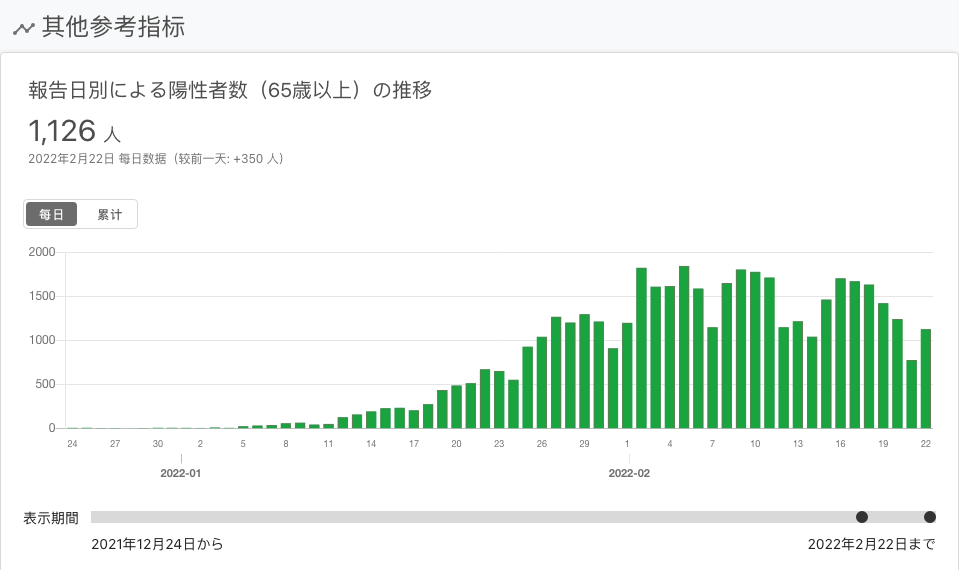 其他参考指标
報告日別による陽性者数（65歳以上）の推移
1,126 人
2022年2月22日 每日数据（较前一天: +350 人）
每日 累计
2000
1500
1000
500
0
24 27 30 2 5 8 11 14 17 20 23 26 29 1 4 7 10 13 16 19 22
2022-01 2022-02
表示期間
2021年12月24日から 2022年2月22日まで